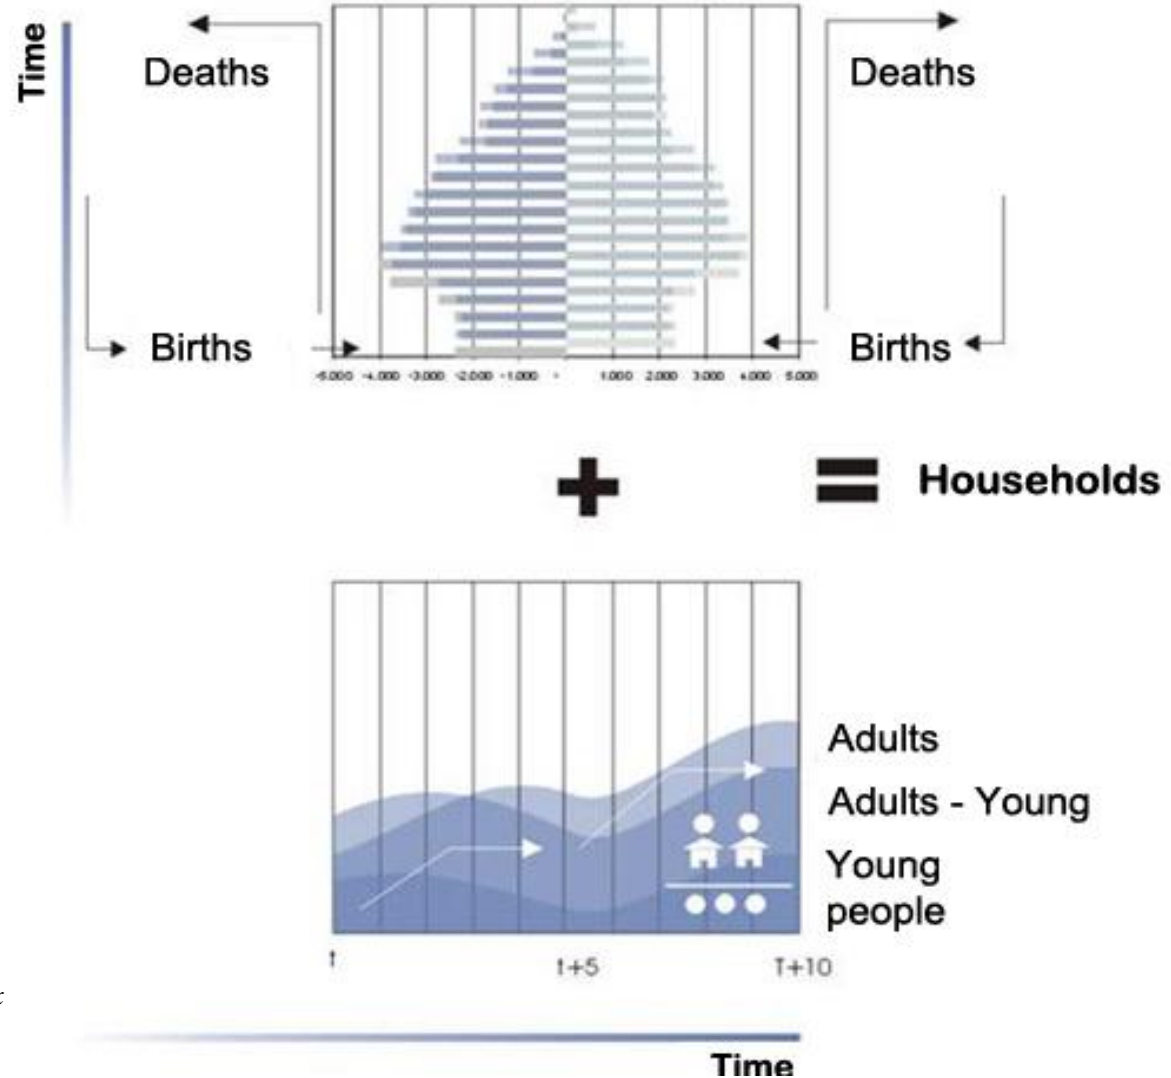 Time
Deaths
Deaths
Births
Births
-5.000 -4.000 -3.000 -2.000 -1.000 - 1.000 2.000 3.000 4.000 5.000
+
= Households
Adults
Adults - Young
Young
people
t
t+5
T+10
Time